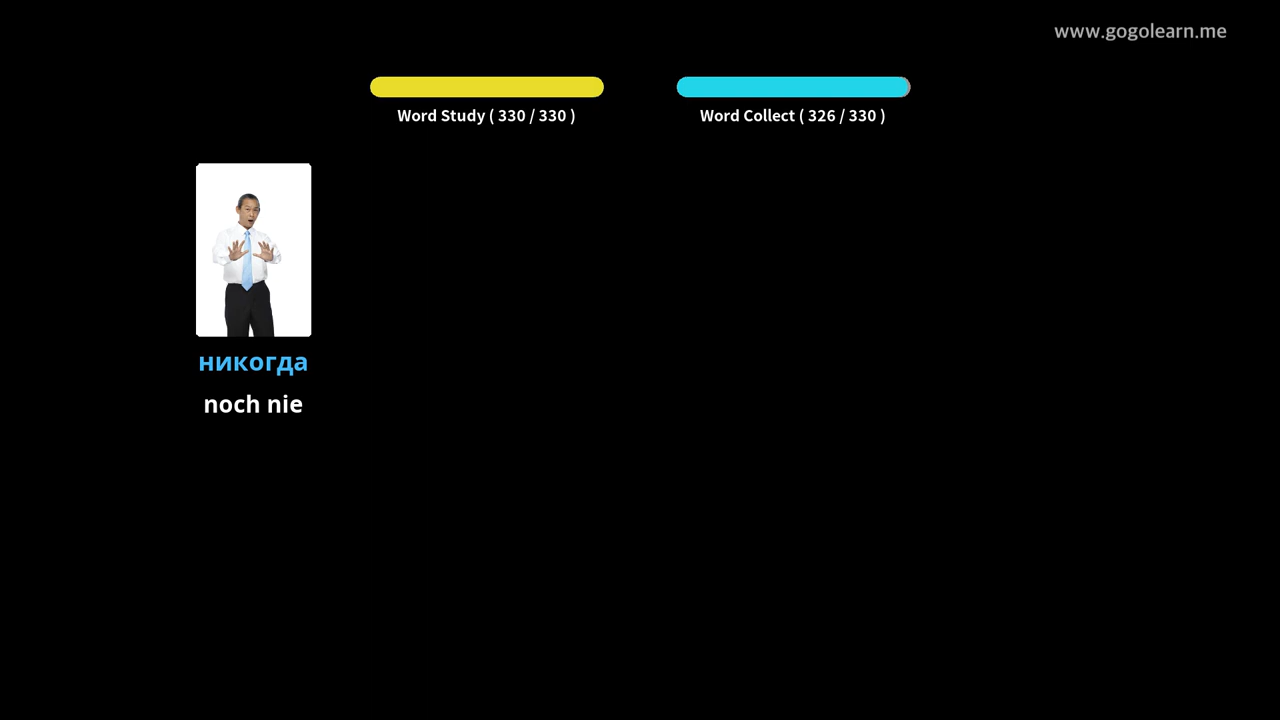 www.gogolearn.me
Word Study ( 330 / 330 )
Word Collect ( 326 / 330 )
никогда
noch nie